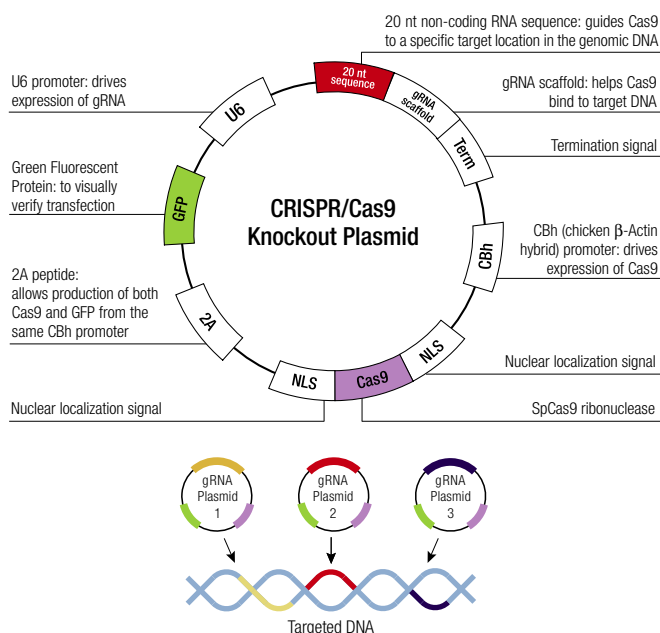 20 nt non-coding RNA sequence: guides Cas9
to a specific target location in the genomic DNA
U6 promoter: drives
expression of gRNA
20 nt
sequence
gRNA
scaffold
gRNA scaffold: helps Cas9
bind to target DNA
U6
Term
Termination signal
Green Fluorescent
Protein: to visually
verify transfection
GFP
CRISPR/Cas9
Knockout Plasmid
CBh
CBh (chicken β-Actin
hybrid) promoter: drives
expression of Cas9
2A peptide:
allows production of both
Cas9 and GFP from the
same CBh promoter
2A
NLS
Cas9
NLS
Nuclear localization signal
Nuclear localization signal
SpCas9 ribonuclease
gRNA
Plasmid
1
gRNA
Plasmid
2
gRNA
Plasmid
3
Targeted DNA